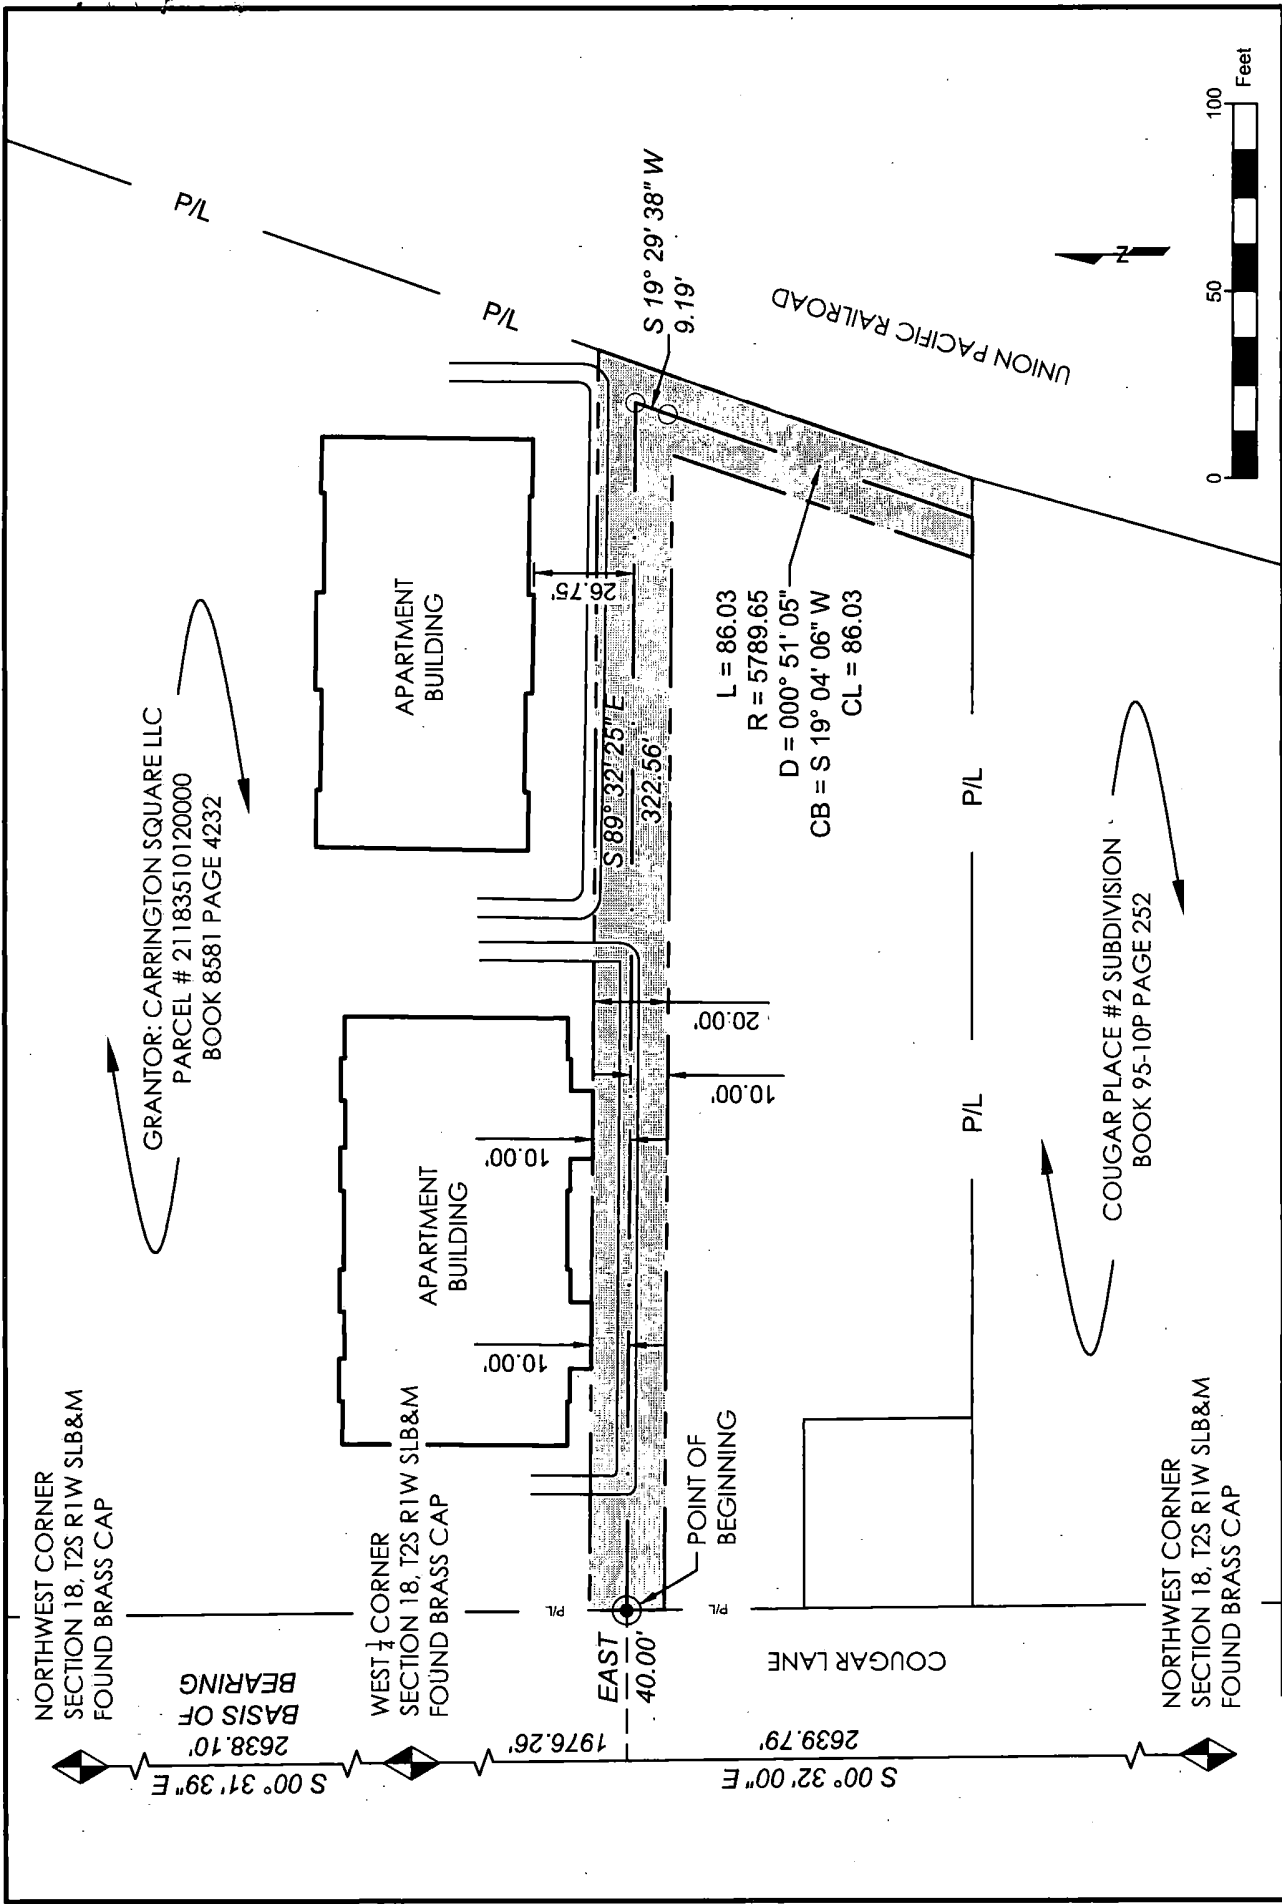 NORTHWEST CORNER
SECTION 18, T2S R1W SLB&M
FOUND BRASS CAP
S 00° 31' 39" E
2638.10'
BASIS OF
BEARING
WEST 1/4 CORNER
SECTION 18, T2S R1W SLB&M
FOUND BRASS CAP
1976.26'
S 00° 32' 00" E
2639.79'
NORTHWEST CORNER
SECTION 18, T2S R1W SLB&M
FOUND BRASS CAP
COUGAR LANE
EAST
40.00'
P/L
P/L
POINT OF
BEGINNING
GRANTOR: CARRINGTON SQUARE LLC
PARCEL # 21183510120000
BOOK 8581 PAGE 4232
APARTMENT
BUILDING
APARTMENT
BUILDING
10.00'
10.00'
10.00'
20.00'
26.75'
S 89° 32' 25" E
322.56'
L = 86.03
R = 5789.65
D = 000° 51' 05"
CB = S 19° 04' 06" W
CL = 86.03
S 19° 29' 38" W
9.19'
P/L
P/L
UNION PACIFIC RAILROAD
P/L
P/L
COUGAR PLACE #2 SUBDIVISION
BOOK 95-10P PAGE 252
Z
0
50
100
Feet